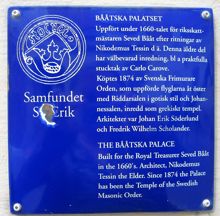 BÅÅTSKA PALATSET
Uppfört under 1660-talet för riksskatt-
mästaren Seved Bååt efter ritningar av
Nikodemus Tessin d ä. Denna äldre del
har välbevarad inredning, bl a praktfulla
stucktak av Carlo Carove.
Köptes 1874 av Svenska Frimurare
Orden, som uppförde flyglarna åt öster
med Riddarsalen i gotisk stil och Johan-
nessalen, inredd som grekiskt tempel.
Arkitekter var Johan Erik Söderlund
och Fredrik Wilhelm Scholander.
THE BÅÅTSKA PALACE
Built for the Royal Treasurer Seved Bååt
in the 1660's. Architect, Nikodemus
Tessin the Elder. Since 1874 the Palace
has been the Temple of the Swedish
Masonic Order.
Samfundet
S:t Erik